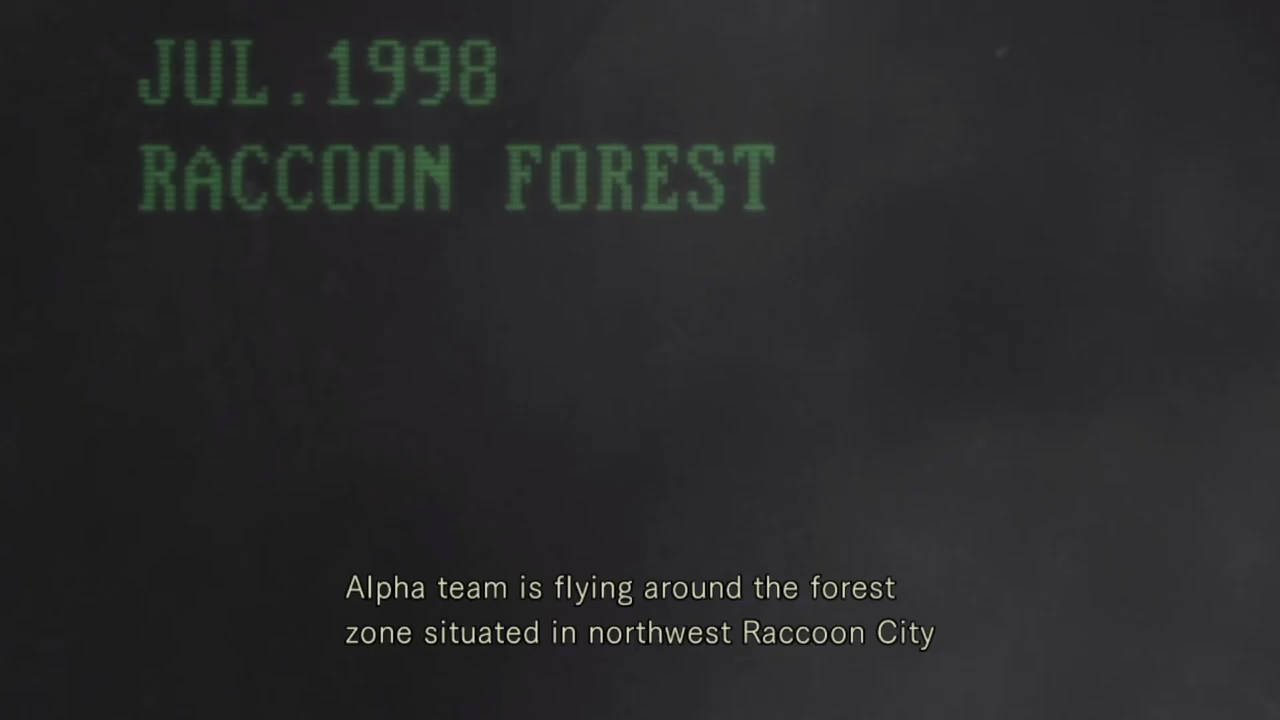 JUL.1998
RACCOON FOREST
Alpha team is flying around the forest
zone situated in northwest Raccoon City